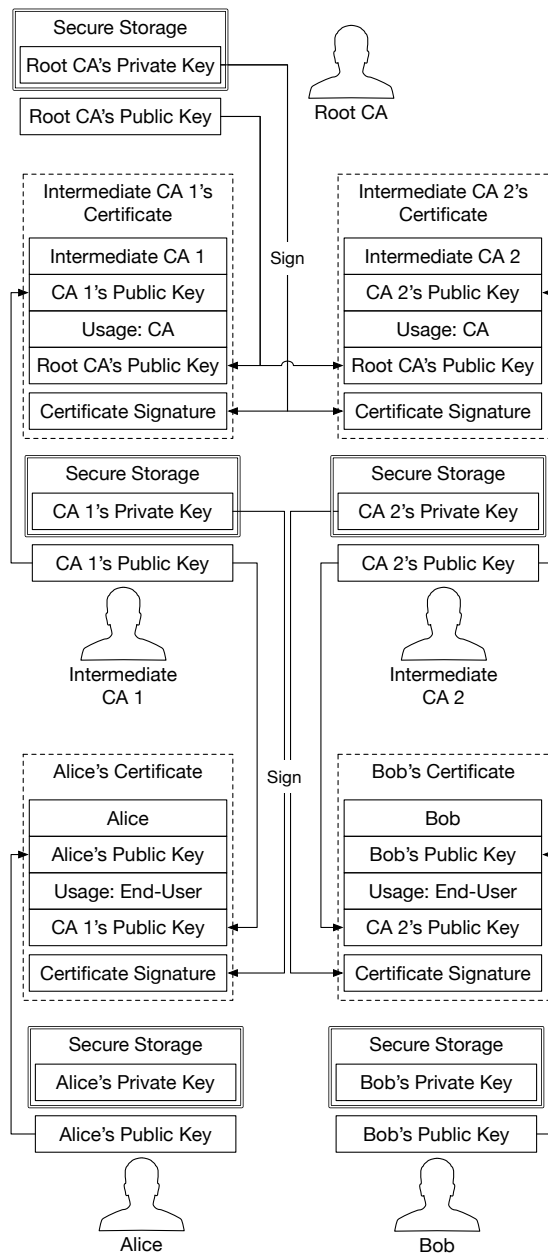 Secure Storage
Root CA's Private Key
Root CA's Public Key
Root CA
Intermediate CA 1's
Certificate
Intermediate CA 1
CA 1's Public Key
Usage: CA
Root CA's Public Key
Certificate Signature
Sign
Intermediate CA 2's
Certificate
Intermediate CA 2
CA 2's Public Key
Usage: CA
Root CA's Public Key
Certificate Signature
Secure Storage
CA 1's Private Key
CA 1's Public Key
Intermediate
CA 1
Secure Storage
CA 2's Private Key
CA 2's Public Key
Intermediate
CA 2
Alice's Certificate
Alice
Alice's Public Key
Usage: End-User
CA 1's Public Key
Certificate Signature
Sign
Bob's Certificate
Bob
Bob's Public Key
Usage: End-User
CA 2's Public Key
Certificate Signature
Secure Storage
Alice's Private Key
Alice's Public Key
Alice
Secure Storage
Bob's Private Key
Bob's Public Key
Bob